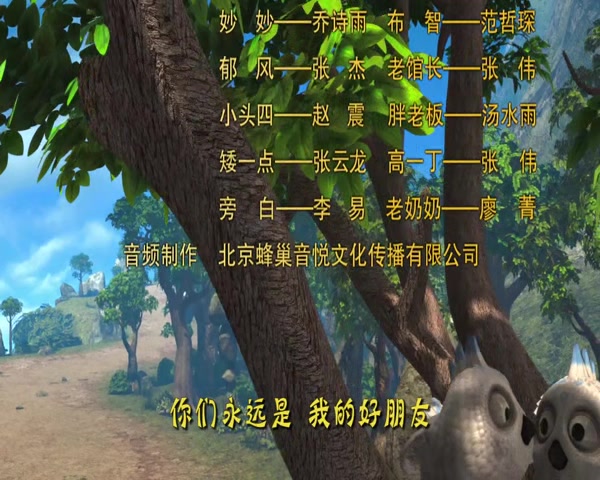 妙 妙——乔诗雨 布 智——范哲琛
郁 风——张 杰 老馆长——张 伟
小头四——赵 震 胖老板——汤水雨
矮一点——张云龙 高一丁——张 伟
旁 白——李 易 老奶奶——廖 菁
音频制作 北京蜂巢音悦文化传播有限公司
你们永远是 我的好朋友